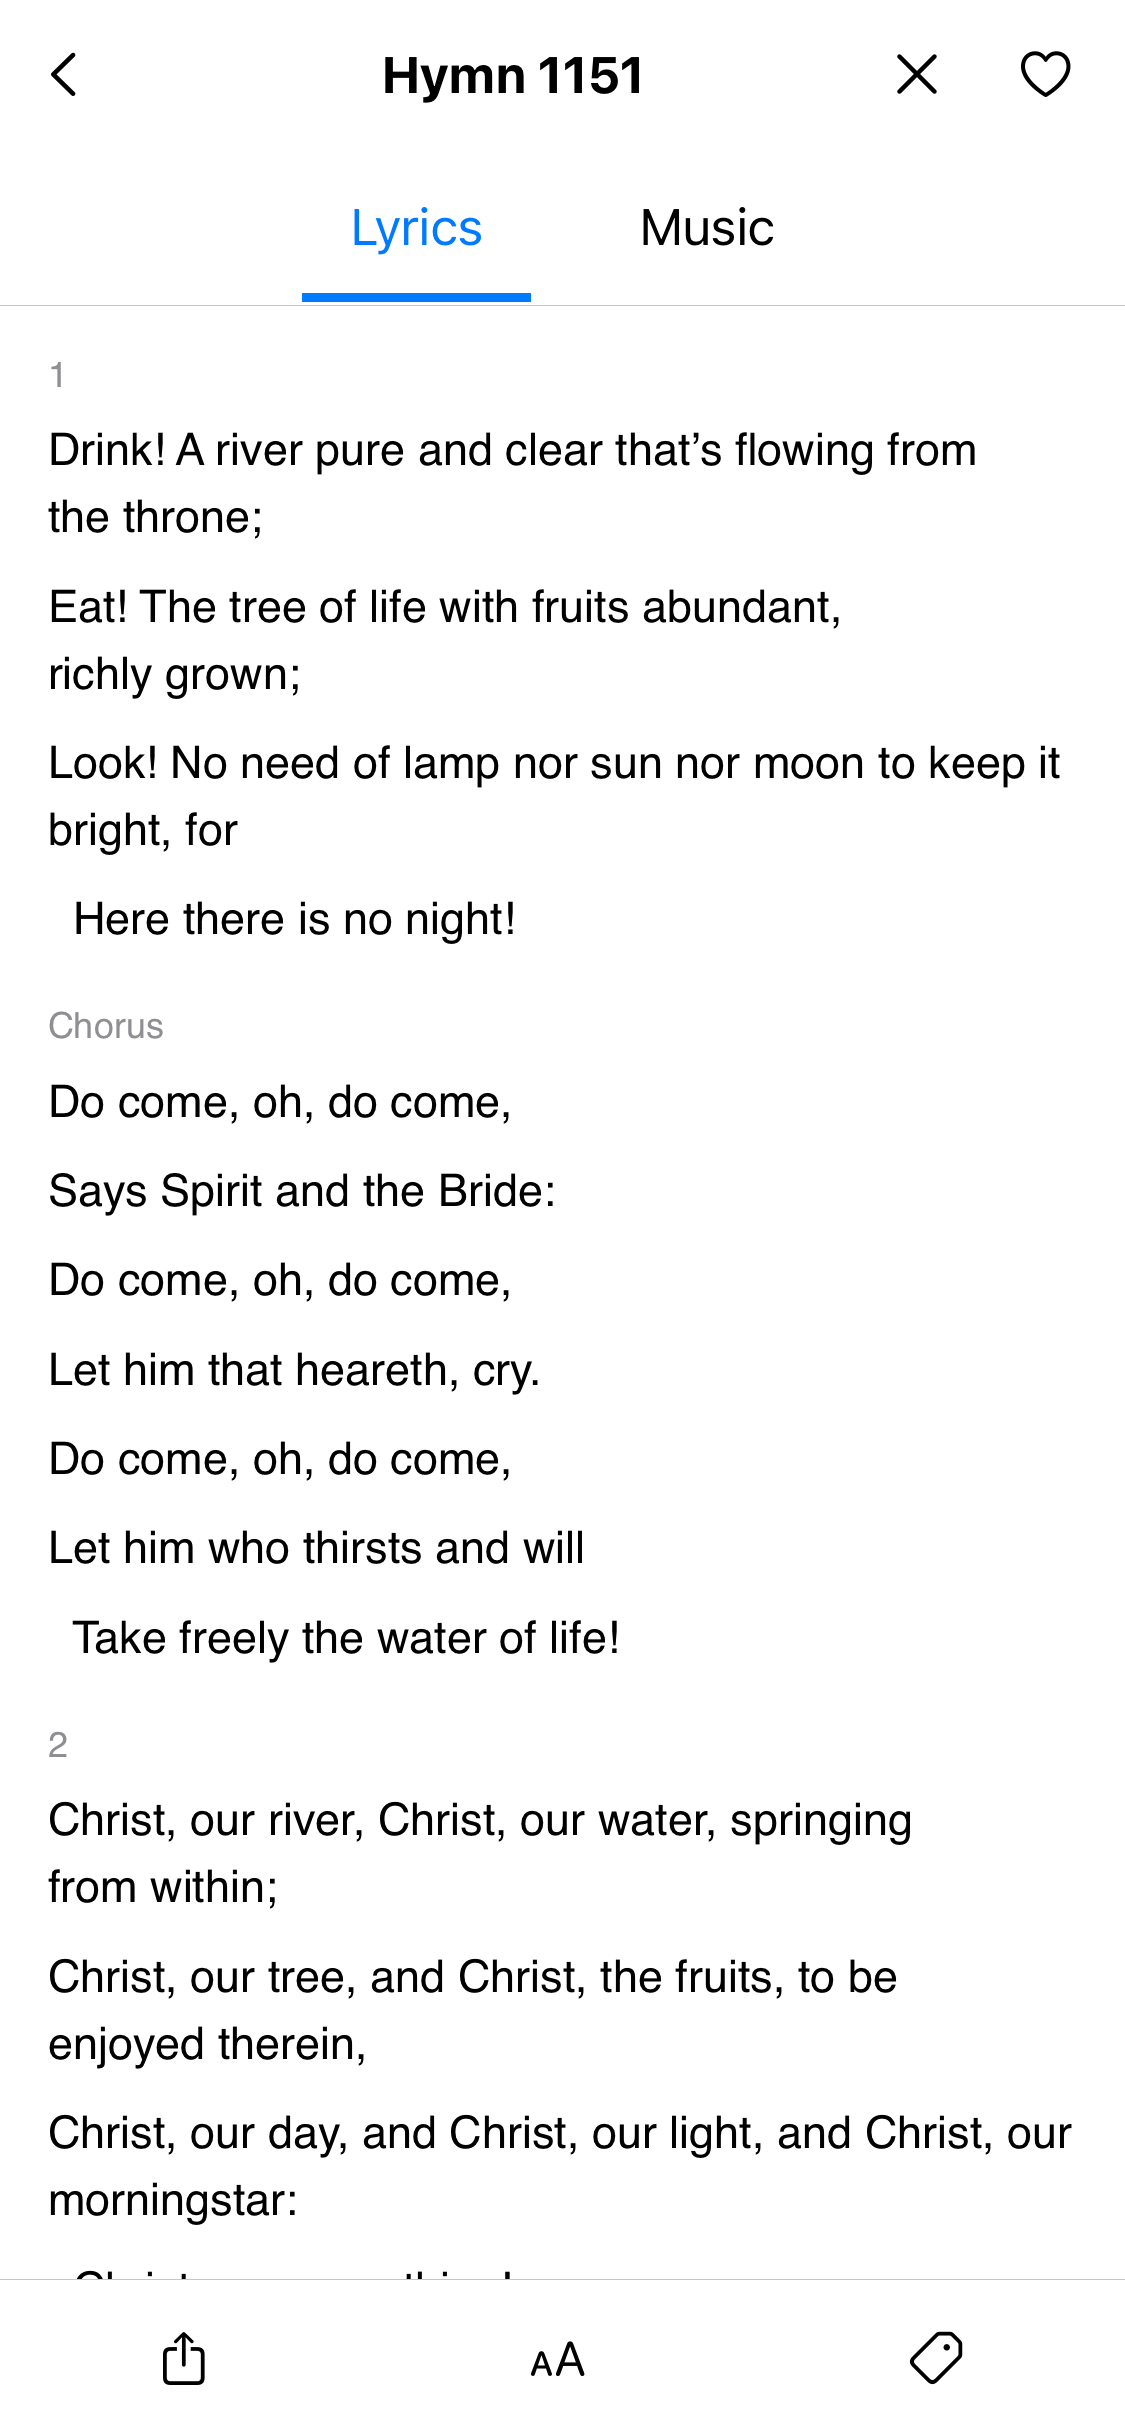 Hymn 1151
Lyrics
Music
1
Drink! A river pure and clear that’s flowing from
the throne;
Eat! The tree of life with fruits abundant,
richly grown;
Look! No need of lamp nor sun nor moon to keep it
bright, for
Here there is no night!
Chorus
Do come, oh, do come,
Says Spirit and the Bride:
Do come, oh, do come,
Let him that heareth, cry.
Do come, oh, do come,
Let him who thirsts and will
Take freely the water of life!
2
Christ, our river, Christ, our water, springing
from within;
Christ, our tree, and Christ, the fruits, to be
enjoyed therein,
Christ, our day, and Christ, our light, and Christ, our
morningstar:
AA